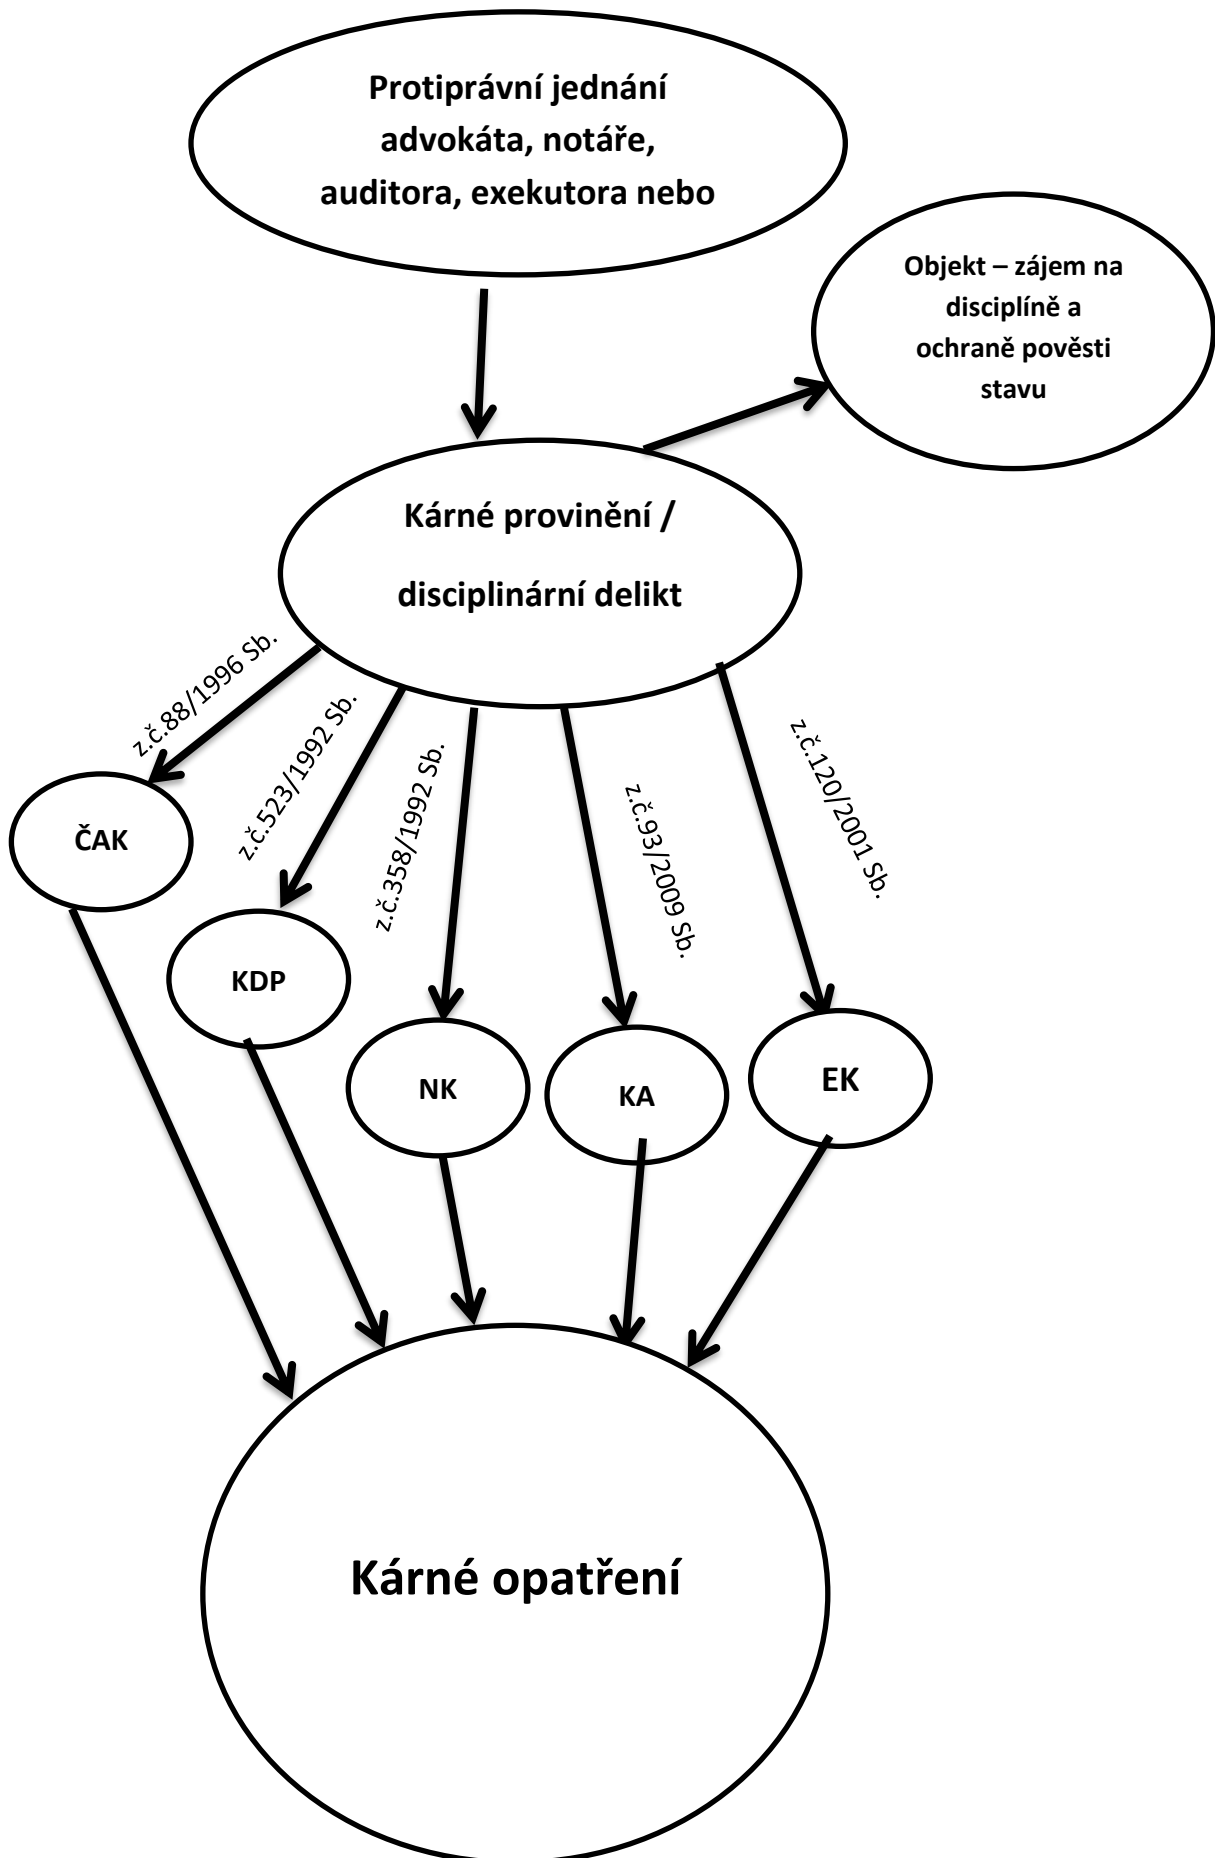 Protiprávní jednání
advokáta, notáře,
auditora, exekutora nebo
Objekt – zájem na
disciplíně a
ochraně pověsti
stavu
Kárné provinění /
disciplinární delikt
z.č.88/1996 Sb.
z.č.523/1992 Sb.
z.č.358/1992 Sb.
z.č.93/2009 Sb.
z.č.120/2001 Sb.
ČAK
KDP
NK
KA
EK
Kárné opatření